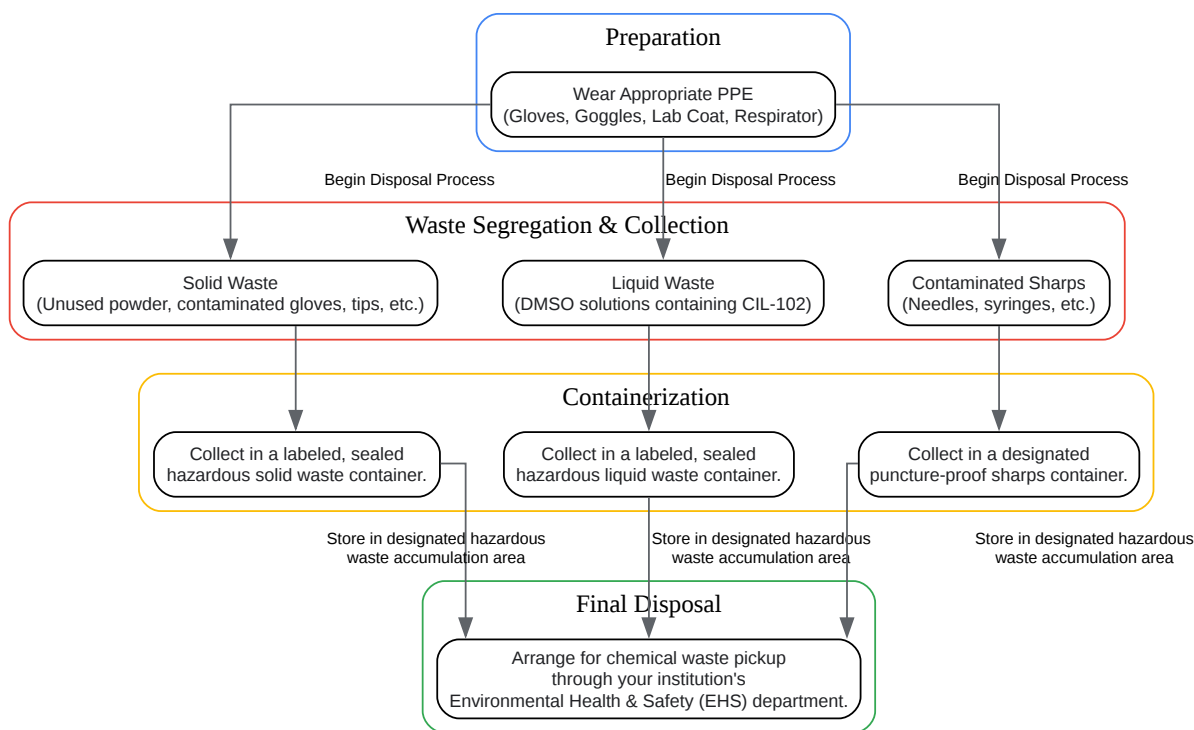 Preparation
Wear Appropriate PPE
(Gloves, Goggles, Lab Coat, Respirator)
Begin Disposal Process
Begin Disposal Process
Begin Disposal Process
Waste Segregation & Collection
Solid Waste
(Unused powder, contaminated gloves, tips, etc.)
Liquid Waste
(DMSO solutions containing CIL-102)
Contaminated Sharps
(Needles, syringes, etc.)
Containerization
Collect in a labeled, sealed
hazardous solid waste container.
Collect in a labeled, sealed
hazardous liquid waste container.
Collect in a designated
puncture-proof sharps container.
Store in designated hazardous
waste accumulation area
Store in designated hazardous
waste accumulation area
Store in designated hazardous
waste accumulation area
Final Disposal
Arrange for chemical waste pickup
through your institution's
Environmental Health & Safety (EHS) department.